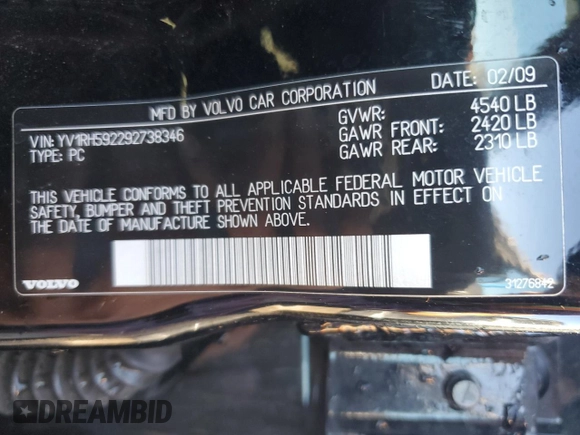 MFD BY VOLVO CAR CORPORATION DATE: 02/09
VIN: YV1RH592292738346 GVWR: 4540 LB
TYPE: PC GAWR FRONT: 2420 LB
GAWR REAR: 2310 LB
THIS VEHICLE CONFORMS TO ALL APPLICABLE FEDERAL MOTOR VEHICLE
SAFETY, BUMPER AND THEFT PREVENTION STANDARDS IN EFFECT ON
THE DATE OF MANUFACTURE SHOWN ABOVE.
VOLVO 31276842
DREAMBID